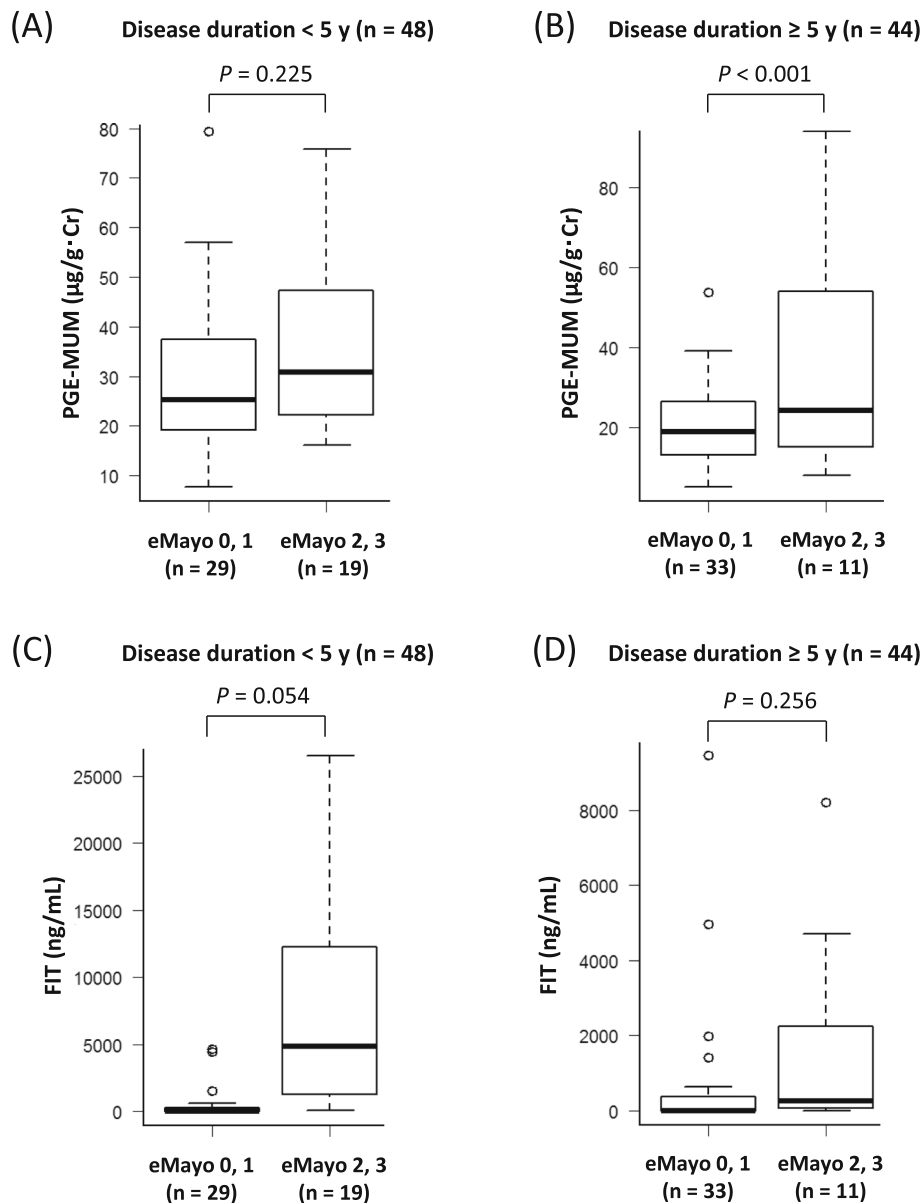 (A) Disease duration < 5 y (n = 48)
P = 0.225
PGE-MUM (μg/g·Cr)
80
70
60
50
40
30
20
10
eMayo 0, 1 eMayo 2, 3
(n = 29) (n = 19)
(B) Disease duration ≥ 5 y (n = 44)
P < 0.001
PGE-MUM (μg/g·Cr)
80
60
40
20
eMayo 0, 1 eMayo 2, 3
(n = 33) (n = 11)
(C) Disease duration < 5 y (n = 48)
P = 0.054
FIT (ng/mL)
25000
20000
15000
10000
5000
0
eMayo 0, 1 eMayo 2, 3
(n = 29) (n = 19)
(D) Disease duration ≥ 5 y (n = 44)
P = 0.256
FIT (ng/mL)
8000
6000
4000
2000
0
eMayo 0, 1 eMayo 2, 3
(n = 33) (n = 11)